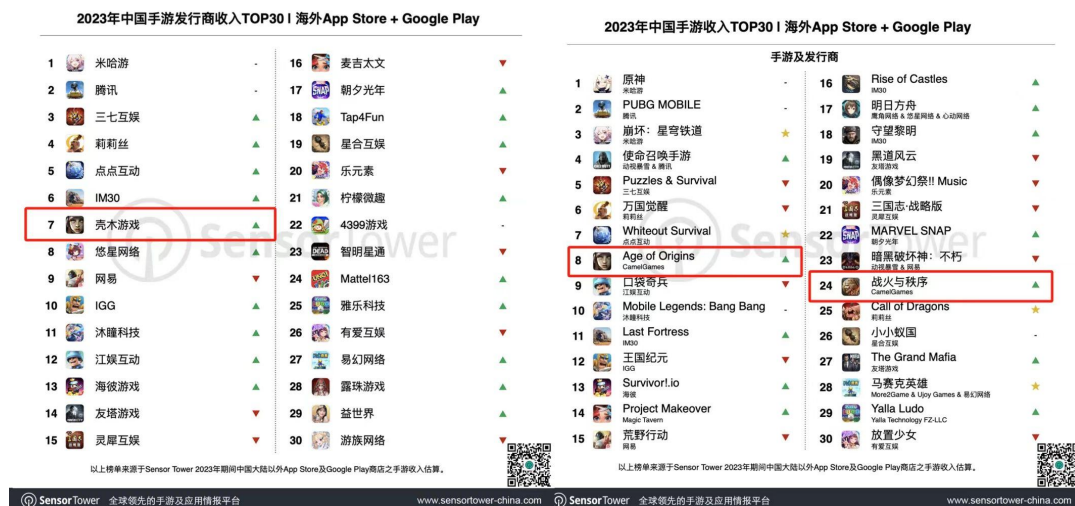 2023年中国手游发行商收入TOP30 | 海外App Store + Google Play
1 米哈游 -
2 腾讯 -
3 三七互娱 ▲
4 莉莉丝 ▲
5 点点互动 ▲
6 IM30 ▲
7 壳木游戏 ▲
8 悠星网络 ▲
9 网易 ▼
10 IGG ▲
11 沐瞳科技 ▲
12 江娱互动 ▲
13 海彼游戏 ▲
14 友塔游戏 ▼
15 灵犀互娱 ▼
16 麦吉太文 ▼
17 朝夕光年 ▲
18 Tap4Fun ▲
19 星合互娱 ▲
20 乐元素 ▼
21 柠檬微趣 ▲
22 4399游戏 -
23 智明星通 ▼
24 Mattel163 ▲
25 雅乐科技 ▲
26 有爱互娱 ▼
27 易幻网络 ▲
28 露珠游戏 ▲
29 益世界 ▲
30 游族网络 ▼
SensorTower
以上榜单来源于Sensor Tower 2023年期间中国大陆以外App Store及Google Play商店之手游收入估算。
SensorTower 全球领先的手游及应用情报平台 www.sensortower-china.com
2023年中国手游收入TOP30 | 海外App Store + Google Play
手游及发行商
1 原神 -
米哈游
2 PUBG MOBILE -
腾讯
3 崩坏：星穹铁道 ★
米哈游
4 使命召唤手游 ▲
动视暴雪 & 腾讯
5 Puzzles & Survival ▼
三七互娱
6 万国觉醒 ▼
莉莉丝
7 Whiteout Survival ★
点点互动
8 Age of Origins ▲
CamelGames
9 口袋奇兵 ▼
江娱互动
10 Mobile Legends: Bang Bang -
沐瞳科技
11 Last Fortress ▲
IM30
12 王国纪元 ▼
IGG
13 Survivor!.io ▲
海彼
14 Project Makeover ▲
Magic Tavern
15 荒野行动 ▼
网易
16 Rise of Castles ▲
IM30
17 明日方舟 ▲
鹰角网络 & 悠星网络 & 心动网络
18 守望黎明 ▲
IM30
19 黑道风云 ▼
友塔游戏
20 偶像梦幻祭!! Music ▼
乐元素
21 三国志·战略版 ▼
灵犀互娱
22 MARVEL SNAP ▲
朝夕光年
23 暗黑破坏神：不朽 ▼
动视暴雪 & 网易
24 战火与秩序 ▲
CamelGames
25 Call of Dragons ★
莉莉丝
26 小小蚁国 -
星合互娱
27 The Grand Mafia ▲
友塔游戏
28 马赛克英雄 ★
More2Game & Ujoy Games & 易幻网络
29 Yalla Ludo ▲
Yalla Technology FZ-LLC
30 放置少女 ▼
有爱互娱
SensorTower
以上榜单来源于Sensor Tower 2023年期间中国大陆以外App Store及Google Play商店之手游收入估算。
SensorTower 全球领先的手游及应用情报平台 www.sensortower-china.com